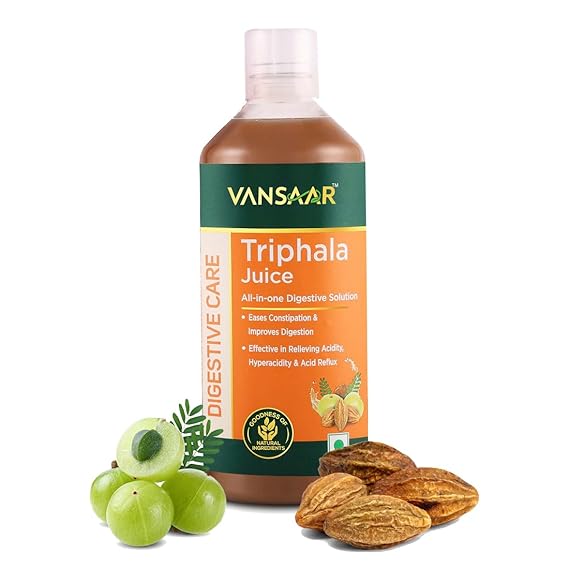 VANSAAR™
DIGESTIVE CARE
Triphala
Juice
All-in-one Digestive Solution
• Eases Constipation &
Improves Digestion
• Effective in Relieving Acidity,
Hyperacidity & Acid Reflux
GOODNESS OF
NATURAL
INGREDIENTS